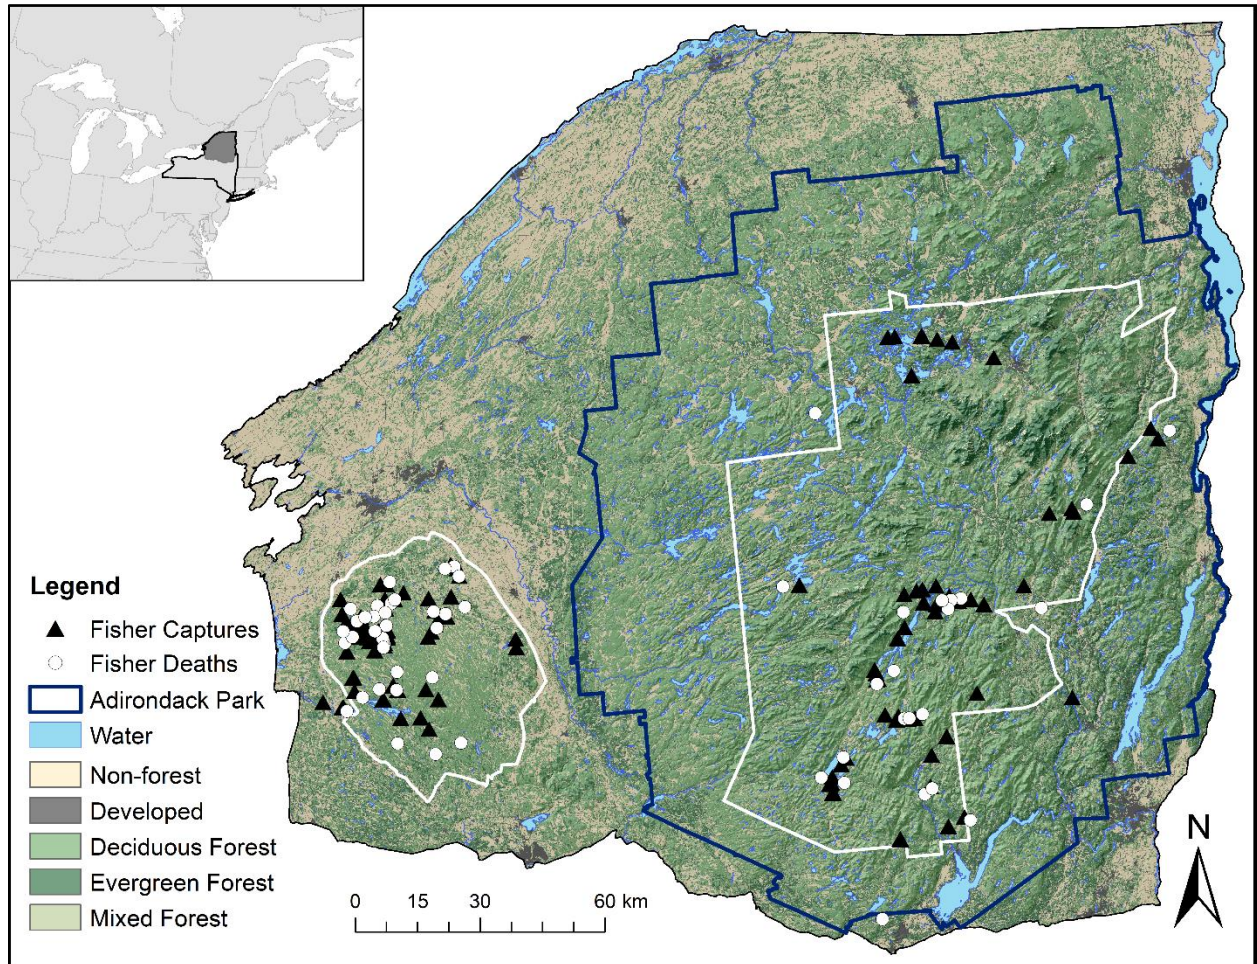 Legend
Fisher Captures
Fisher Deaths
Adirondack Park
Water
Non-forest
Developed
Deciduous Forest
Evergreen Forest
Mixed Forest
0 15 30 60 km
N